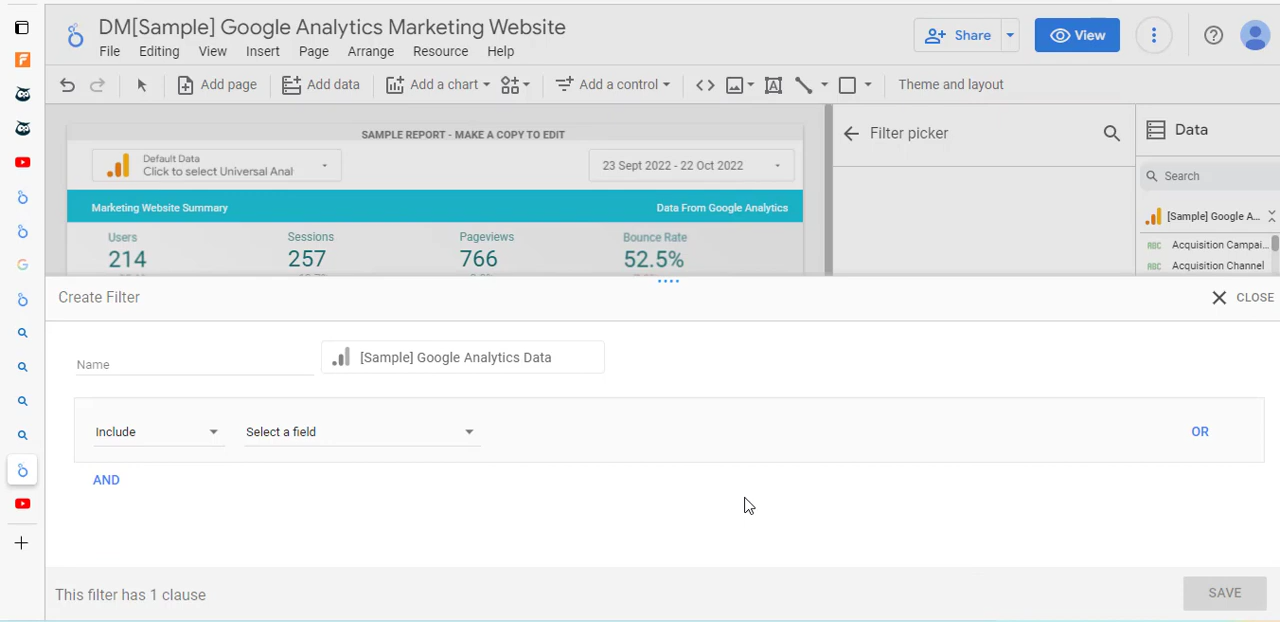 DM[Sample] Google Analytics Marketing Website
File Editing View Insert Page Arrange Resource Help
Share
View
Add page Add data Add a chart Add a control Theme and layout
SAMPLE REPORT - MAKE A COPY TO EDIT
Default Data
Click to select Universal Anal
23 Sept 2022 - 22 Oct 2022
Marketing Website Summary
Data From Google Analytics
Users
214
Sessions
257
Pageviews
766
Bounce Rate
52.5%
Filter picker
Data
Search
[Sample] Google A...
ABC Acquisition Campai...
ABC Acquisition Channel
Create Filter
CLOSE
Name
[Sample] Google Analytics Data
Include
Select a field
OR
AND
This filter has 1 clause
SAVE